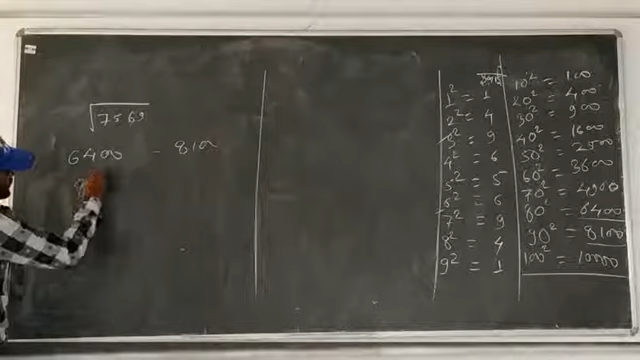 √7569
6400 - 8100
8
1² = 1
2² = 4
3² = 9
4² = 6
5² = 5
6² = 6
7² = 9
8² = 4
9² = 1
10² = 100
20² = 400
30² = 900
40² = 1600
50² = 2500
60² = 3600
70² = 4900
80² = 6400
90² = 8100
100² = 10000